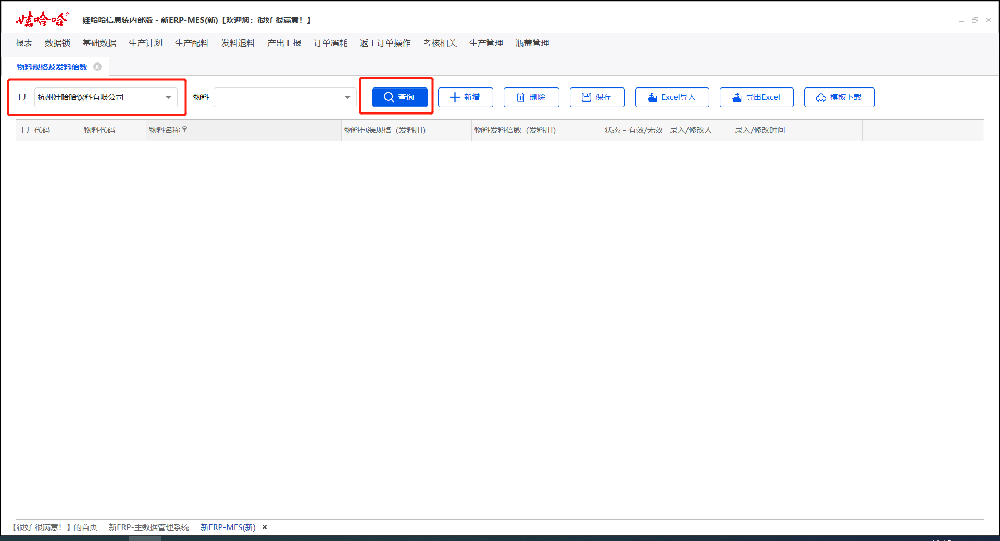 娃哈哈® 娃哈哈信息统内部版 - 新ERP-MES(新)【欢迎您：很好 很满意！】
报表 数据锁 基础数据 生产计划 生产配料 发料退料 产出上报 订单消耗 返工订单操作 考核相关 生产管理 瓶盖管理
物料规格及发料倍数
工厂 杭州娃哈哈饮料有限公司 物料 查询 新增 删除 保存 Excel导入 导出Excel 模板下载
工厂代码 物料代码 物料名称 物料包装规格（发料用） 物料发料倍数（发料用） 状态 - 有效/无效 录入/修改人 录入/修改时间
【很好 很满意！】的首页 新ERP-主数据管理系统 新ERP-MES(新)